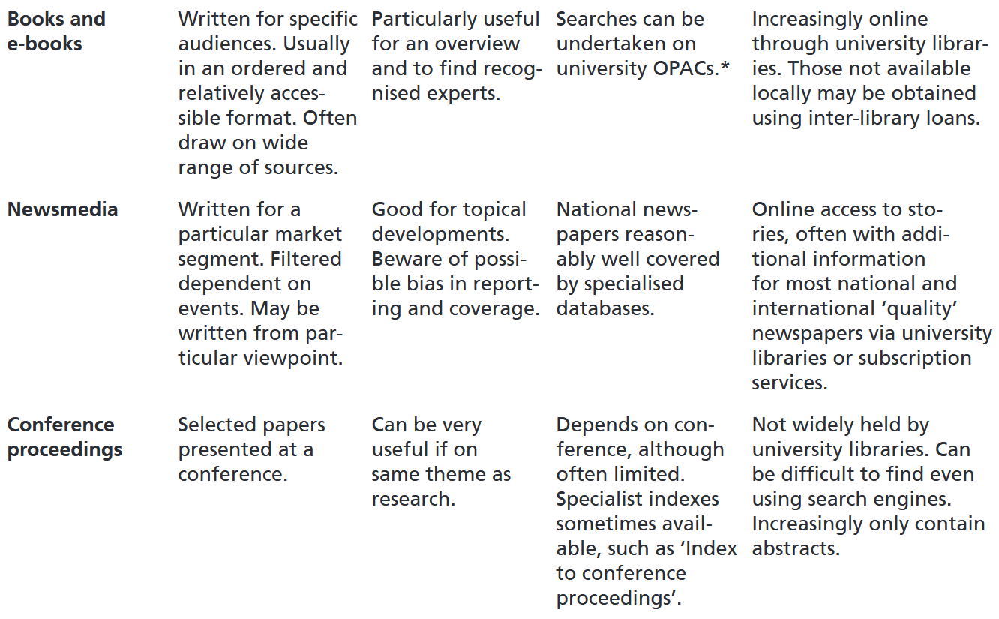 Books and
e-books
Written for specific
audiences. Usually
in an ordered and
relatively acces-
sible format. Often
draw on wide
range of sources.
Particularly useful
for an overview
and to find recog-
nised experts.
Searches can be
undertaken on
university OPACs.*
Increasingly online
through university librar-
ies. Those not available
locally may be obtained
using inter-library loans.
Newsmedia
Written for a
particular market
segment. Filtered
dependent on
events. May be
written from par-
ticular viewpoint.
Good for topical
developments.
Beware of possi-
ble bias in report-
ing and coverage.
National news-
papers reason-
ably well covered
by specialised
databases.
Online access to sto-
ries, often with addi-
tional information
for most national and
international ‘quality’
newspapers via university
libraries or subscription
services.
Conference
proceedings
Selected papers
presented at a
conference.
Can be very
useful if on
same theme as
research.
Depends on con-
ference, although
often limited.
Specialist indexes
sometimes avail-
able, such as ‘Index
to conference
proceedings’.
Not widely held by
university libraries. Can
be difficult to find even
using search engines.
Increasingly only contain
abstracts.